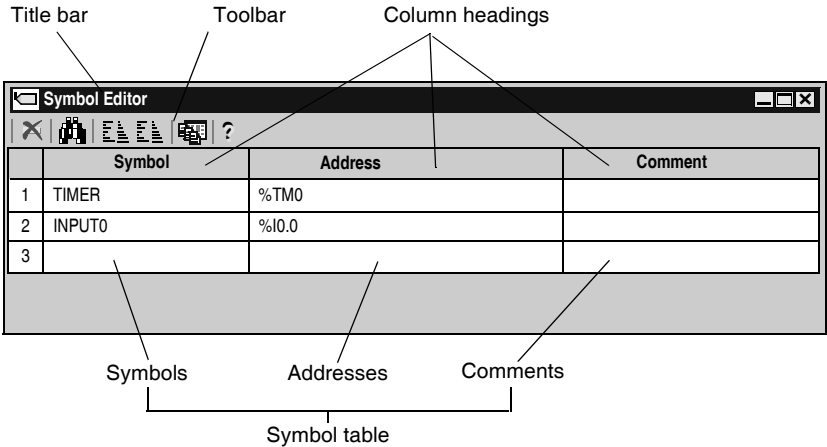 Title bar Toolbar Column headings
Symbol Editor
?
Symbol Address Comment
1 TIMER %TM0
2 INPUT0 %I0.0
3
Symbols Addresses Comments
Symbol table